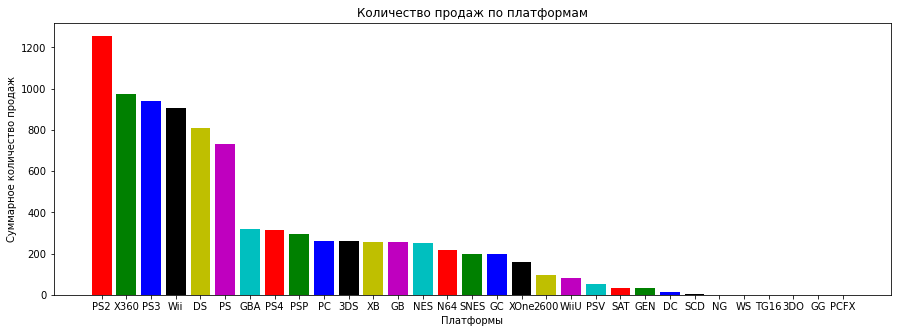 Количество продаж по платформам
Суммарное количество продаж
1200
1000
800
600
400
200
0
PS2 X360 PS3 Wii DS PS GBA PS4 PSP PC 3DS XB GB NES N64 SNES GC XOne 2600 WiiU PSV SAT GEN DC SCD NG WS TG16 3DO GG PCFX
Платформы